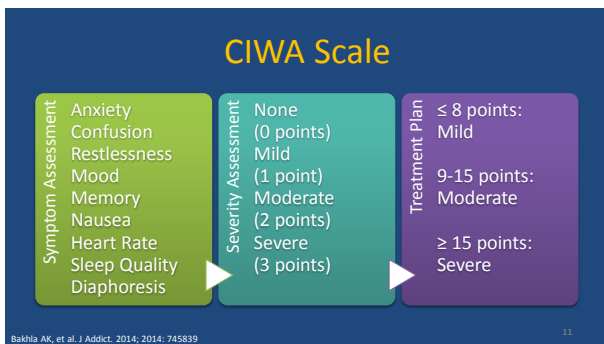 CIWA Scale
Symptom Assessment
Anxiety
Confusion
Restlessness
Mood
Memory
Nausea
Heart Rate
Sleep Quality
Diaphoresis
Severity Assessment
None
(0 points)
Mild
(1 point)
Moderate
(2 points)
Severe
(3 points)
Treatment Plan
≤ 8 points:
Mild
9-15 points:
Moderate
≥ 15 points:
Severe
Bakhla AK, et al. J Addict. 2014; 2014: 745839
11